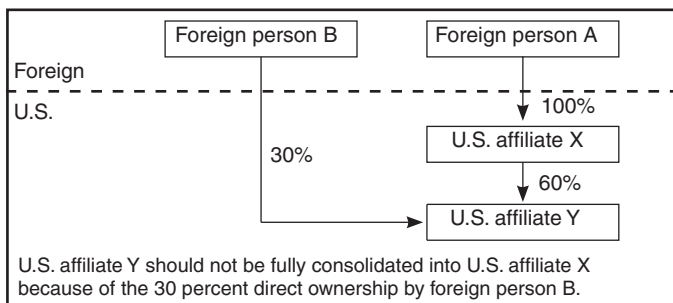 Foreign person B
Foreign person A
Foreign
U.S.
100%
U.S. affiliate X
30%
60%
U.S. affiliate Y
U.S. affiliate Y should not be fully consolidated into U.S. affiliate X
because of the 30 percent direct ownership by foreign person B.